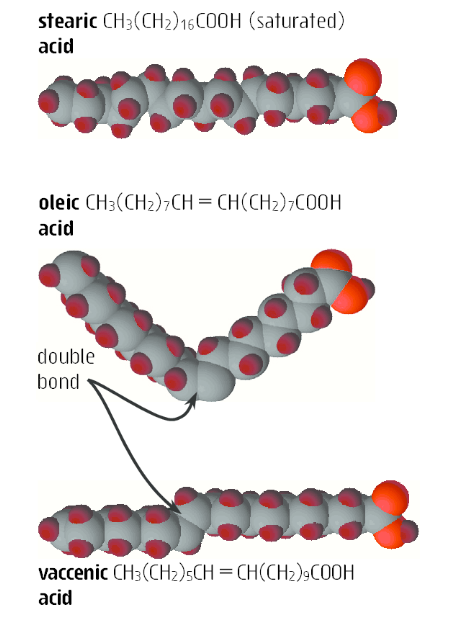 stearic CH₃(CH₂)₁₆COOH (saturated)
acid
oleic CH₃(CH₂)₇CH = CH(CH₂)₇COOH
acid
double
bond
vaccenic CH₃(CH₂)₅CH = CH(CH₂)₉COOH
acid